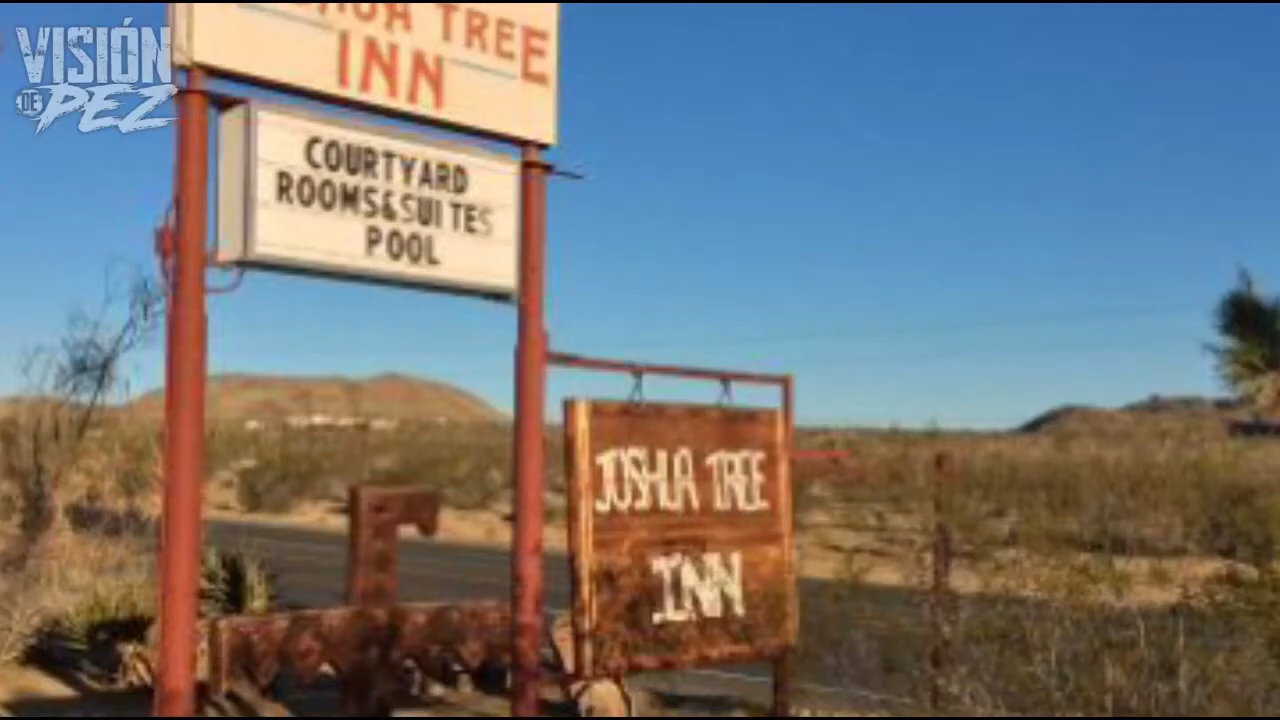 VISIÓN
DE PEZ
TREE
INN
COURTYARD
ROOMS&SUITES
POOL
JOSHUA TREE
INN